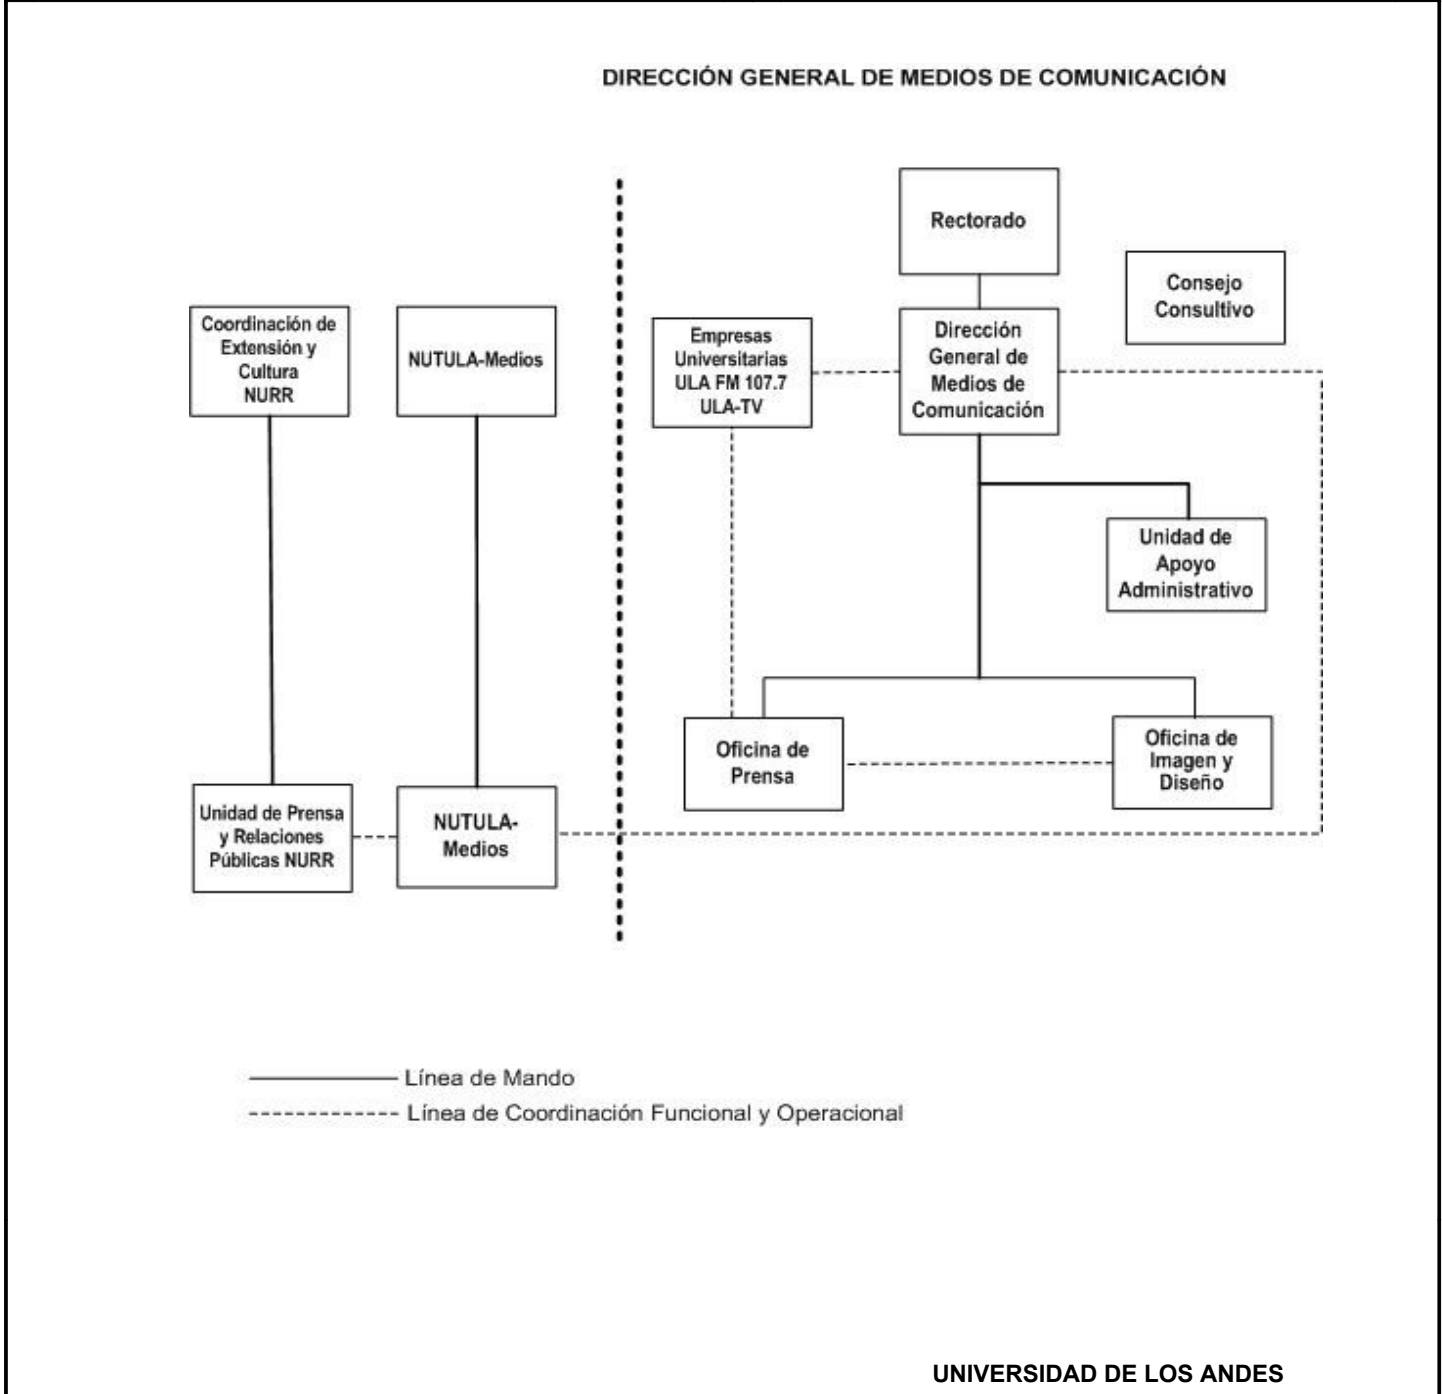 DIRECCIÓN GENERAL DE MEDIOS DE COMUNICACIÓN
Rectorado
Consejo
Consultivo
Coordinación de
Extensión y
Cultura
NURR
NUTULA-Medios
Empresas
Universitarias
ULA FM 107.7
ULA-TV
Dirección
General de
Medios de
Comunicación
Unidad de
Apoyo
Administrativo
Oficina de
Prensa
Oficina de
Imagen y
Diseño
Unidad de Prensa
y Relaciones
Públicas NURR
NUTULA-
Medios
Línea de Mando
Línea de Coordinación Funcional y Operacional
UNIVERSIDAD DE LOS ANDES